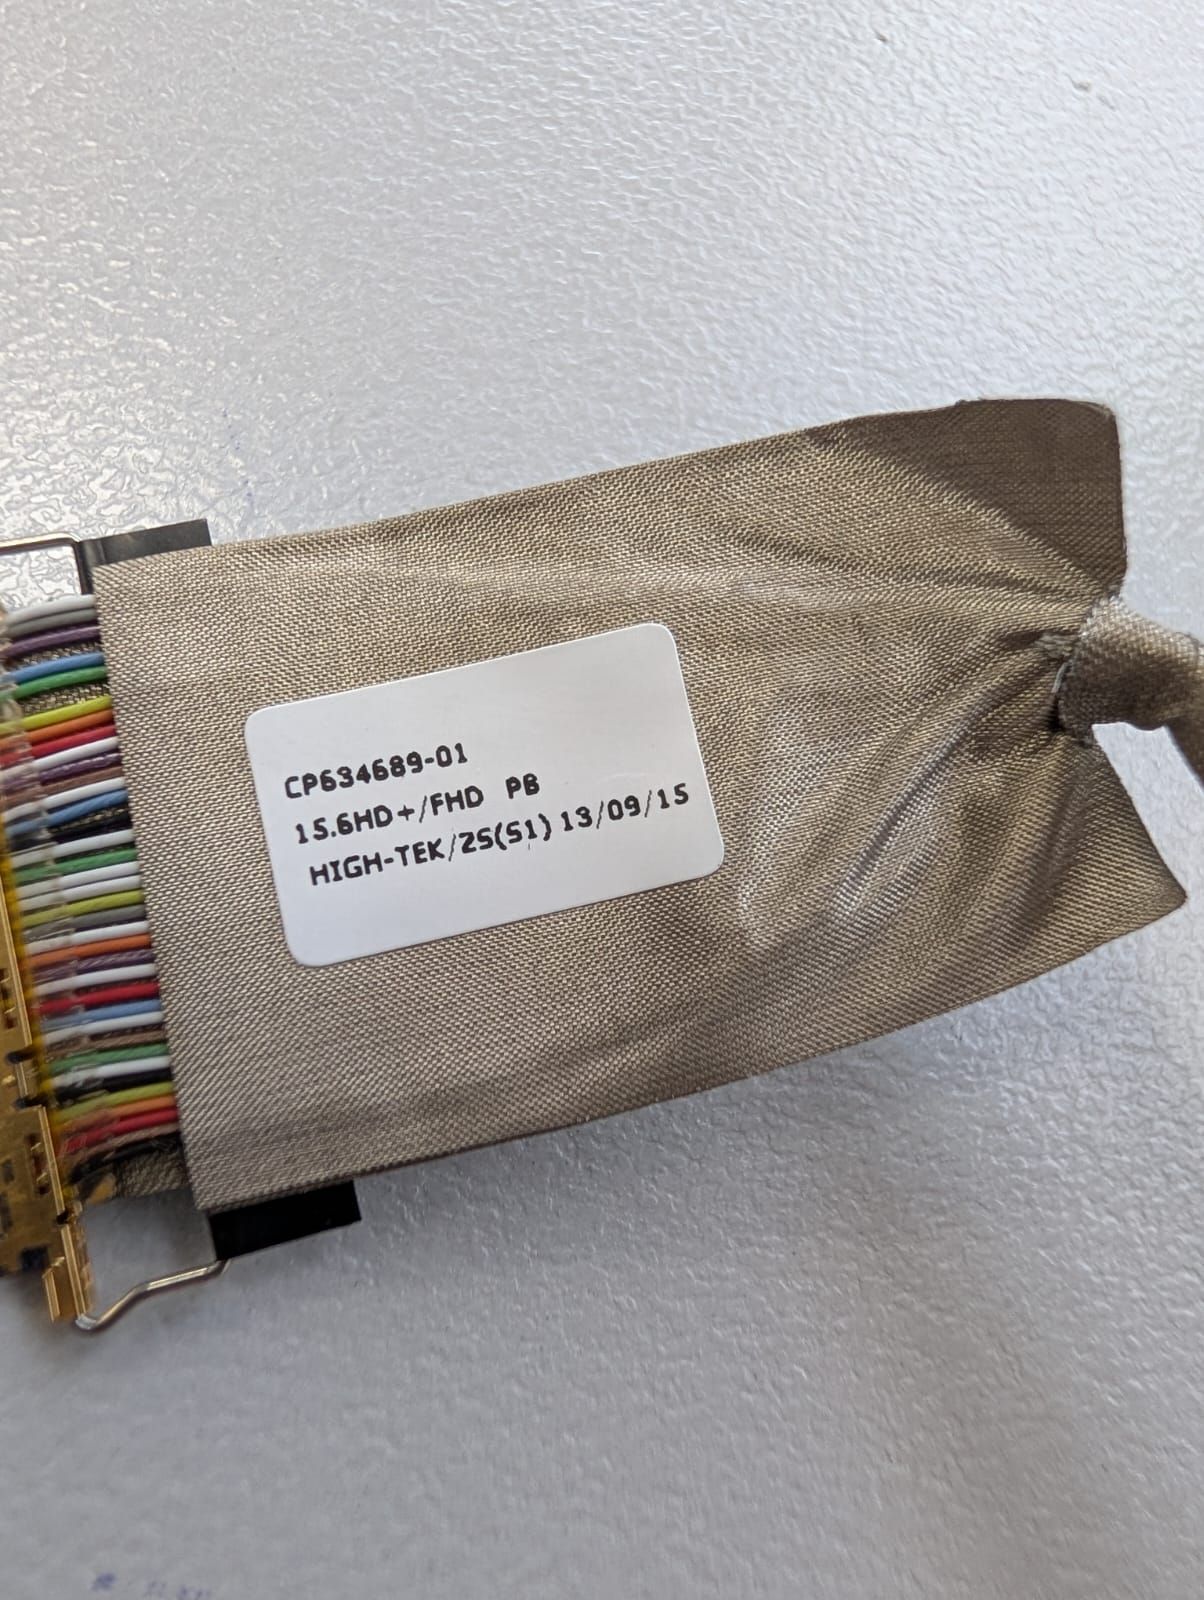 CP634689-01
15.6HD+/FHD PB
HIGH-TEK/ZS(S1) 13/09/15